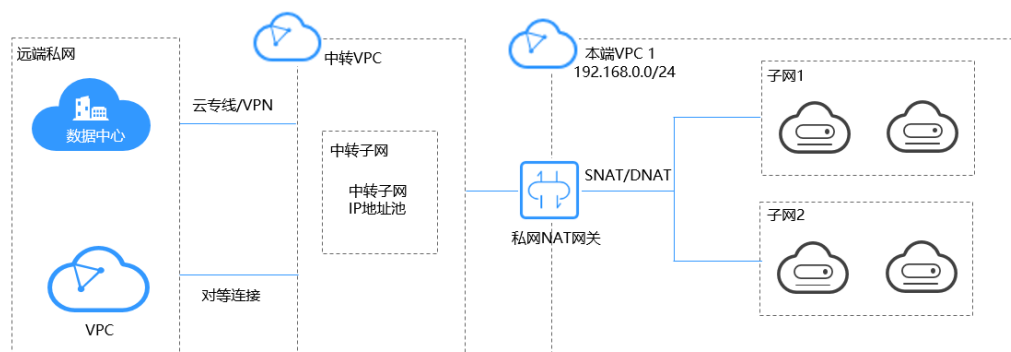 远端私网
数据中心
VPC
云专线/VPN
对等连接
中转VPC
中转子网
中转子网
IP地址池
私网NAT网关
本端VPC 1
192.168.0.0/24
SNAT/DNAT
子网1
子网2